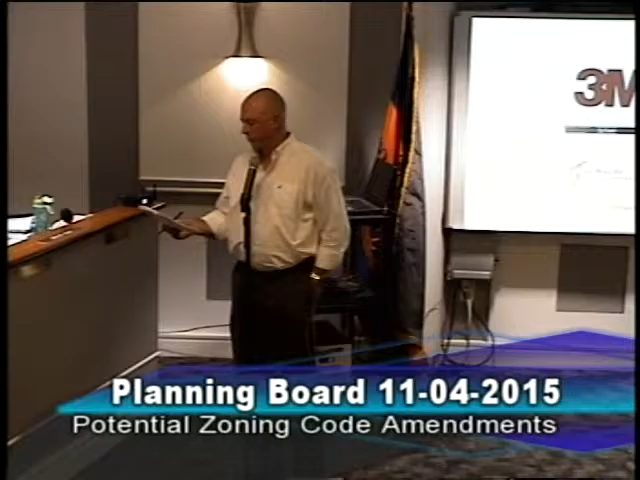 3M
Planning Board 11-04-2015
Potential Zoning Code Amendments